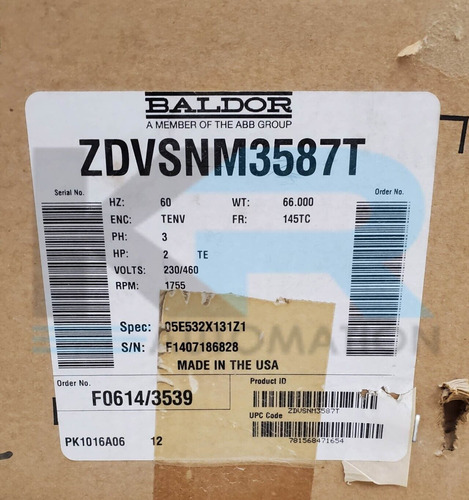 BALDOR
A MEMBER OF THE ABB GROUP
ZDVSNM3587T
Serial No.
Order No.
HZ: 60 WT: 66.000
ENC: TENV FR: 145TC
PH: 3
HP: 2 TE
VOLTS: 230/460
RPM: 1755
Spec: 05E532X131Z1
S/N: F1407186828
MADE IN THE USA
Order No.
F0614/3539
Product ID
ZDVSNM3587T
UPC Code
781568471654
PK1016A06 12
KR
AUTOMATION